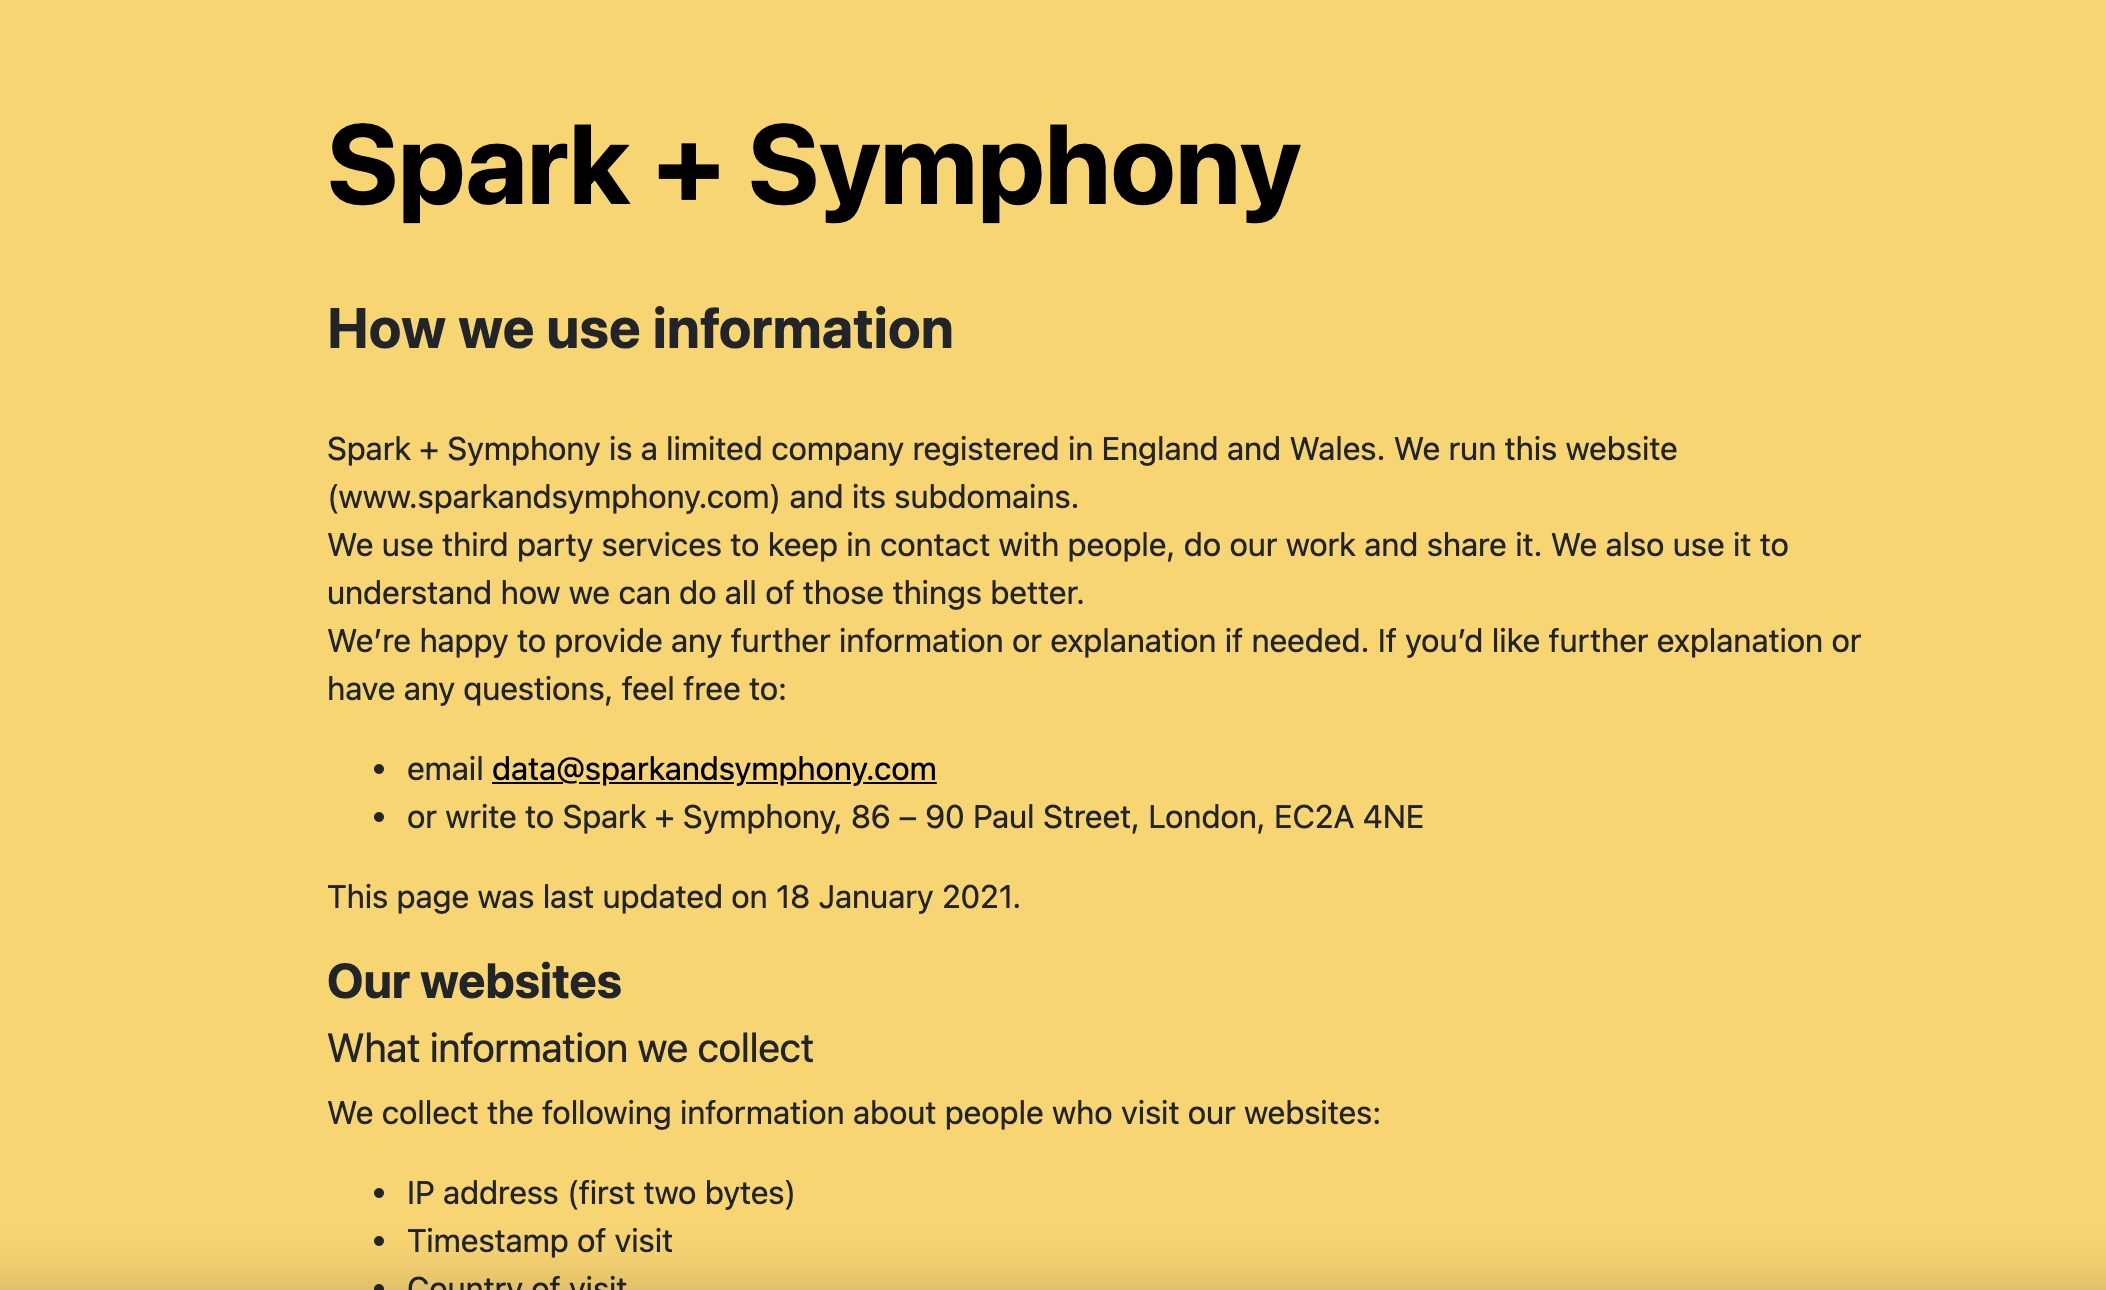 Spark + Symphony
How we use information
Spark + Symphony is a limited company registered in England and Wales. We run this website
(www.sparkandsymphony.com) and its subdomains.
We use third party services to keep in contact with people, do our work and share it. We also use it to
understand how we can do all of those things better.
We’re happy to provide any further information or explanation if needed. If you’d like further explanation or
have any questions, feel free to:
• email data@sparkandsymphony.com
• or write to Spark + Symphony, 86 – 90 Paul Street, London, EC2A 4NE
This page was last updated on 18 January 2021.
Our websites
What information we collect
We collect the following information about people who visit our websites:
• IP address (first two bytes)
• Timestamp of visit
• Country of visit